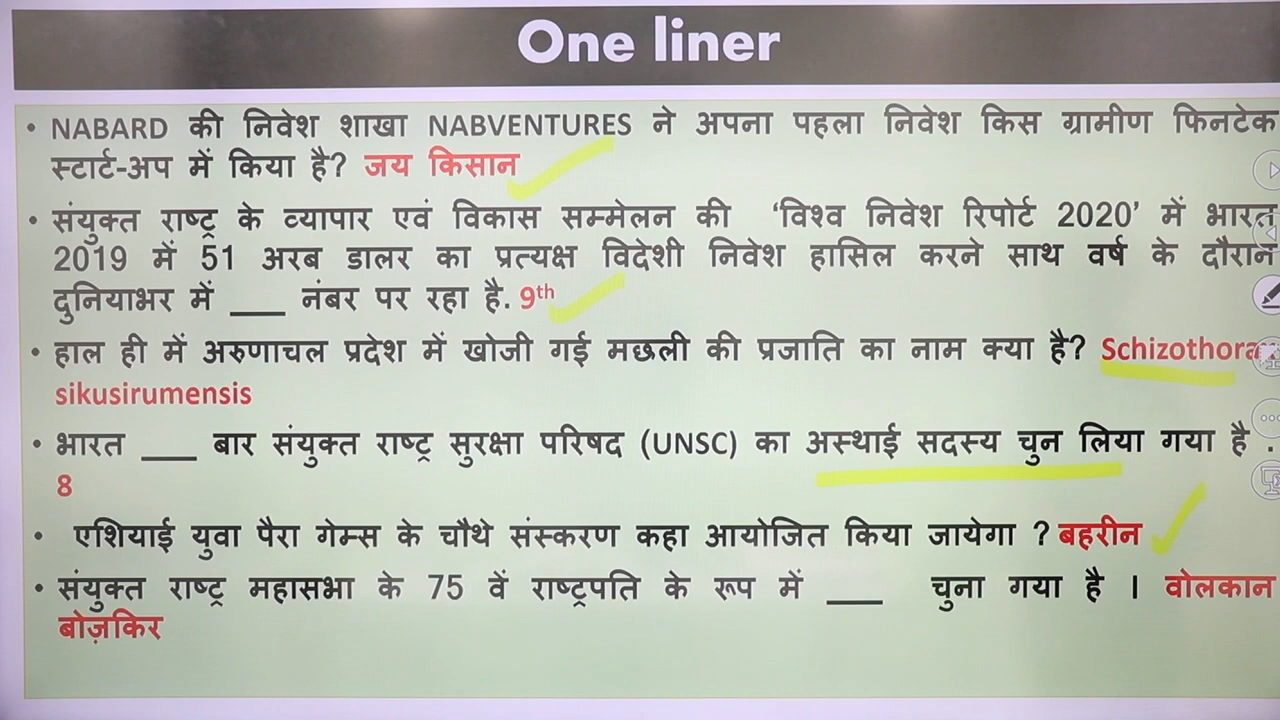 One liner
• NABARD की निवेश शाखा NABVENTURES ने अपना पहला निवेश किस ग्रामीण फिनटेक
स्टार्ट-अप में किया है? जय किसान
• संयुक्त राष्ट्र के व्यापार एवं विकास सम्मेलन की 'विश्व निवेश रिपोर्ट 2020' में भारत
2019 में 51 अरब डालर का प्रत्यक्ष विदेशी निवेश हासिल करने साथ वर्ष के दौरान
दुनियाभर में ___ नंबर पर रहा है. 9th
• हाल ही में अरुणाचल प्रदेश में खोजी गई मछली की प्रजाति का नाम क्या है?
sikusirumensis
• भारत ___ बार संयुक्त राष्ट्र सुरक्षा परिषद (UNSC) का अस्थाई सदस्य चुन लिया गया है .
8
• एशियाई युवा पैरा गेम्स के चौथे संस्करण कहा आयोजित किया जायेगा ? बहरीन
• संयुक्त राष्ट्र महासभा के 75 वें राष्ट्रपति के रूप में ___ चुना गया है । वोलकान
बोज़किर